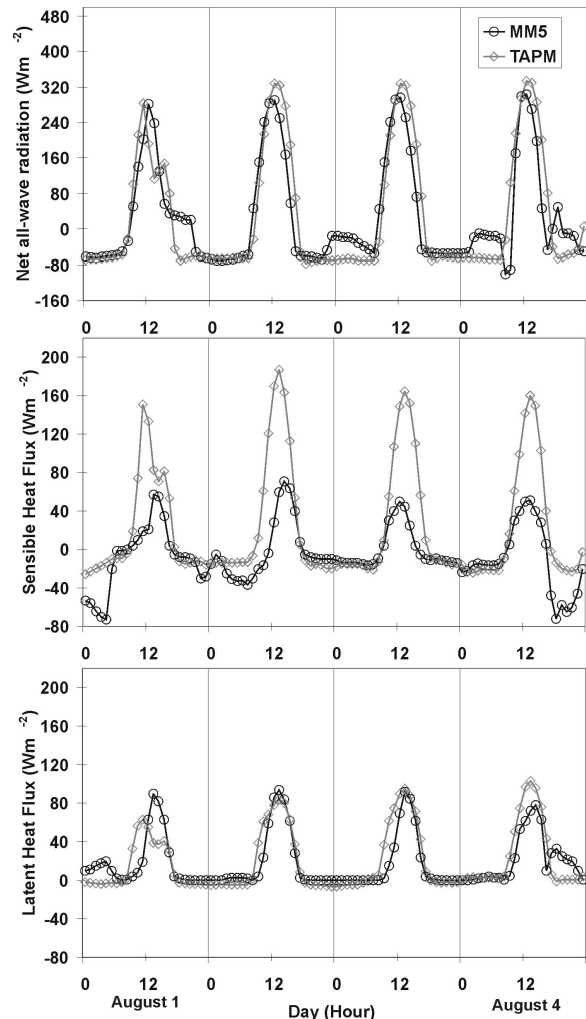 MM5
TAPM
Net all-wave radiation (Wm⁻²)
400
320
240
160
80
0
-80
-160
0 12 0 12 0 12 0 12
Sensible Heat Flux (Wm⁻²)
200
160
120
80
40
0
-40
-80
0 12 0 12 0 12 0 12
Latent Heat Flux (Wm⁻²)
200
160
120
80
40
0
-40
-80
0 12 0 12 0 12 0 12
August 1 Day (Hour) August 4